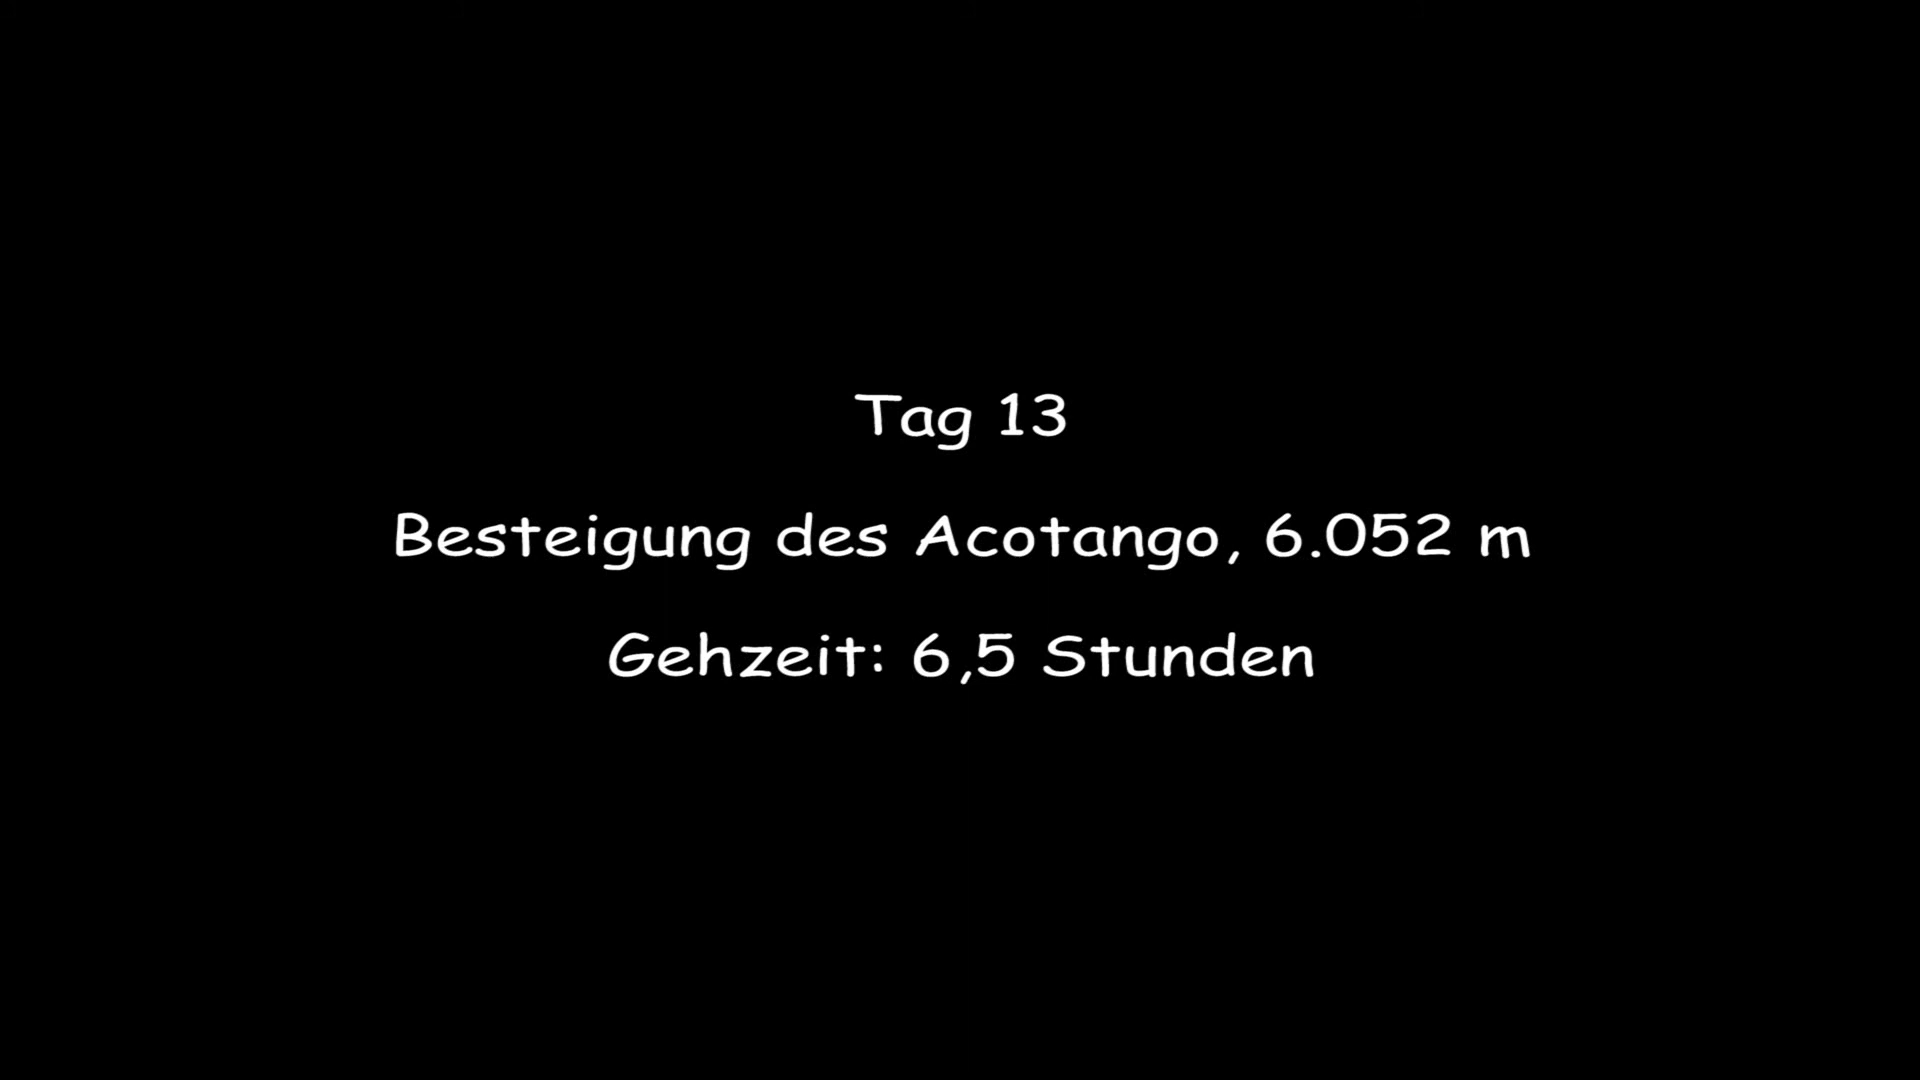 Tag 13
Besteigung des Acotango, 6.052 m
Gehzeit: 6,5 Stunden